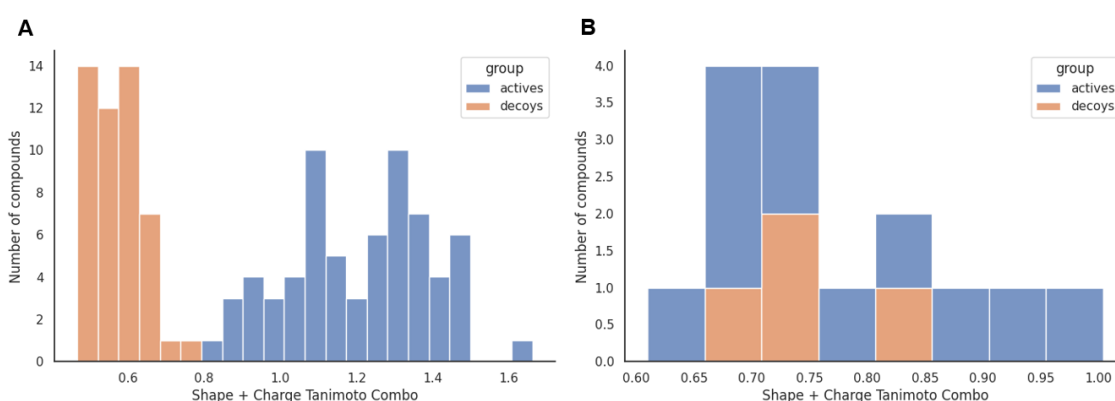 A
Number of compounds
14
12
10
8
6
4
2
0
group
actives
decoys
0.6 0.8 1.0 1.2 1.4 1.6
Shape + Charge Tanimoto Combo
B
Number of compounds
4.0
3.5
3.0
2.5
2.0
1.5
1.0
0.5
0.0
group
actives
decoys
0.60 0.65 0.70 0.75 0.80 0.85 0.90 0.95 1.00
Shape + Charge Tanimoto Combo